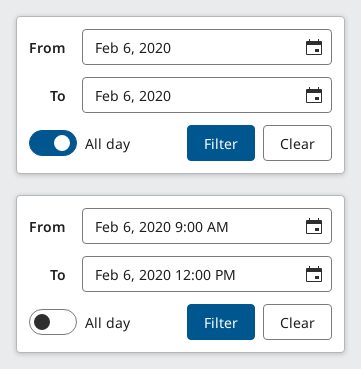 From Feb 6, 2020
To Feb 6, 2020
All day Filter Clear
From Feb 6, 2020 9:00 AM
To Feb 6, 2020 12:00 PM
All day Filter Clear